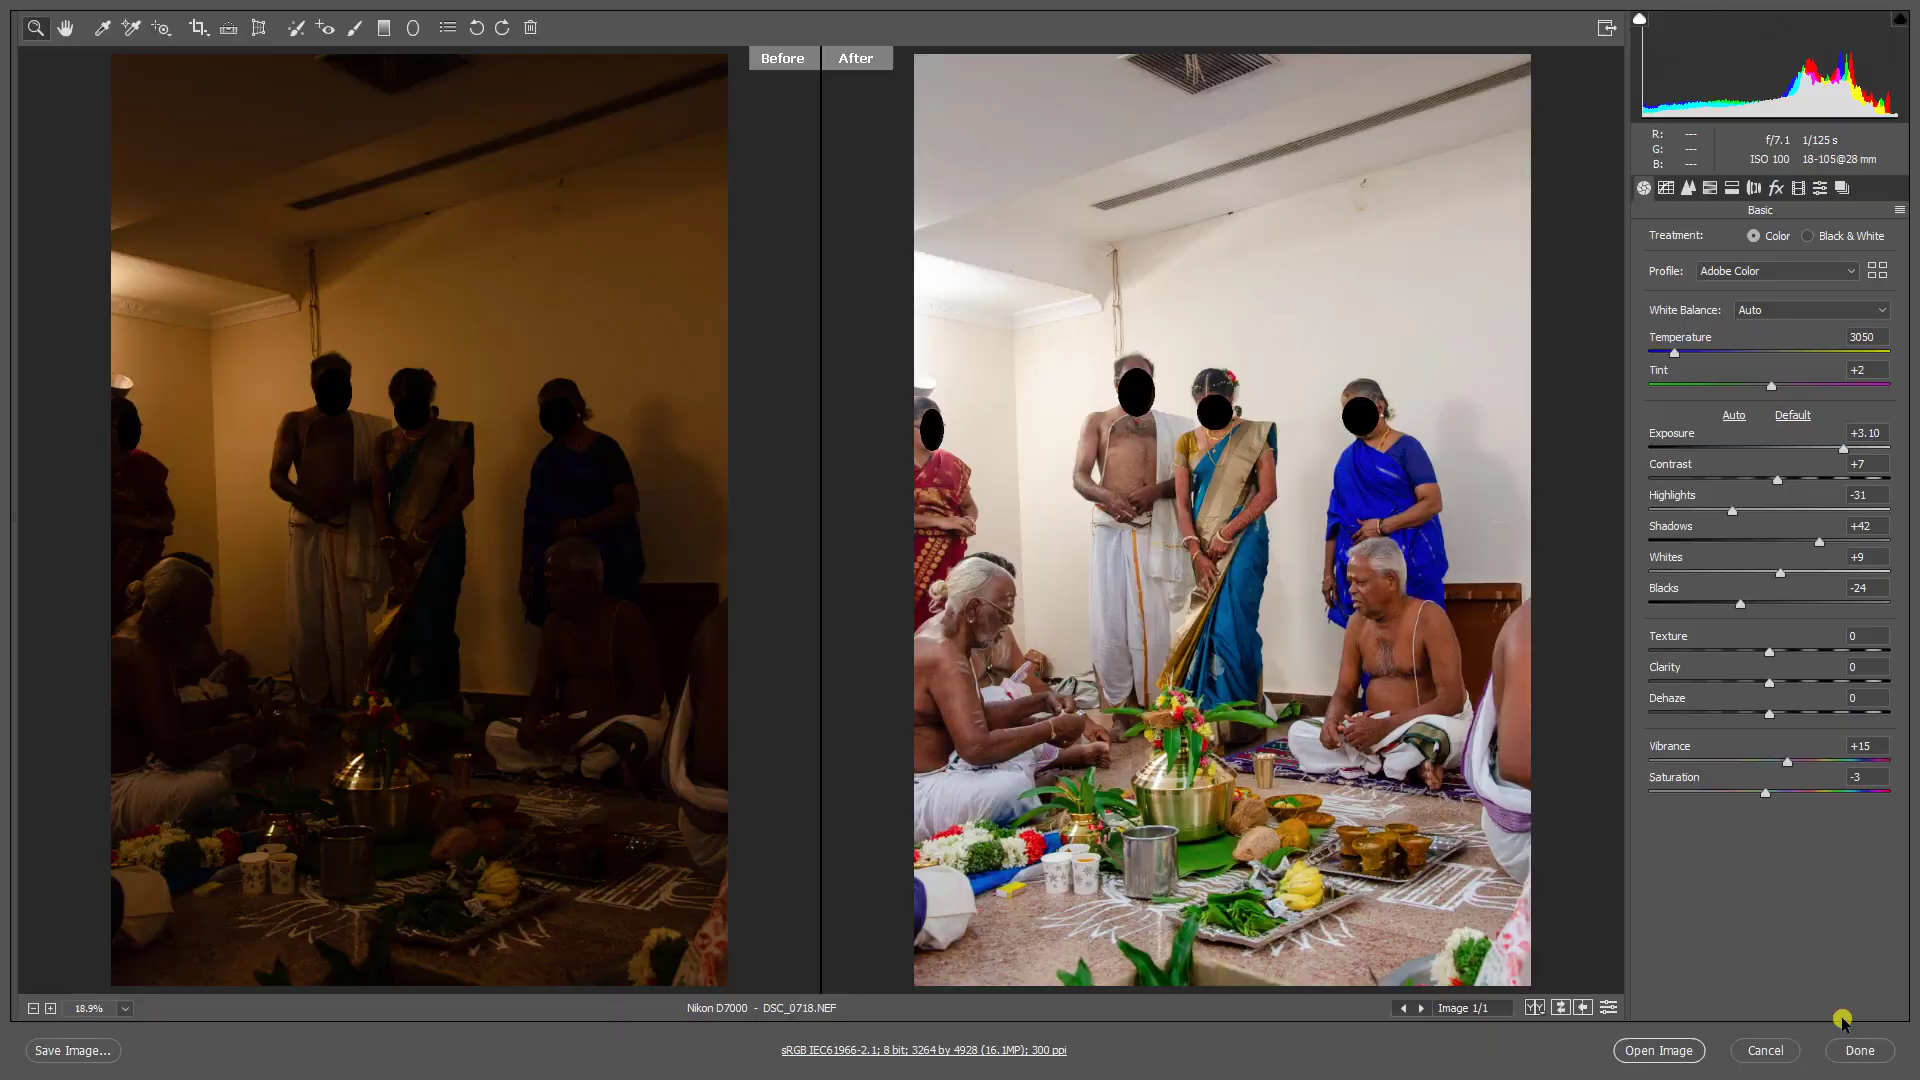 Before
After
R: ---
G: ---
B: ---
f/7.1 1/125 s
ISO 100 18-105@28 mm
Basic
Treatment: Color Black & White
Profile: Adobe Color
White Balance: Auto
Temperature 3050
Tint +2
Auto Default
Exposure +3.10
Contrast +7
Highlights -31
Shadows +42
Whites +9
Blacks -24
Texture 0
Clarity 0
Dehaze 0
Vibrance +15
Saturation -3
18.9%
Nikon D7000 - DSC_0718.NEF
Image 1/1
Save Image...
sRGB IEC61966-2.1; 8 bit; 3264 by 4928 (16.1MP); 300 ppi
Open Image
Cancel
Done